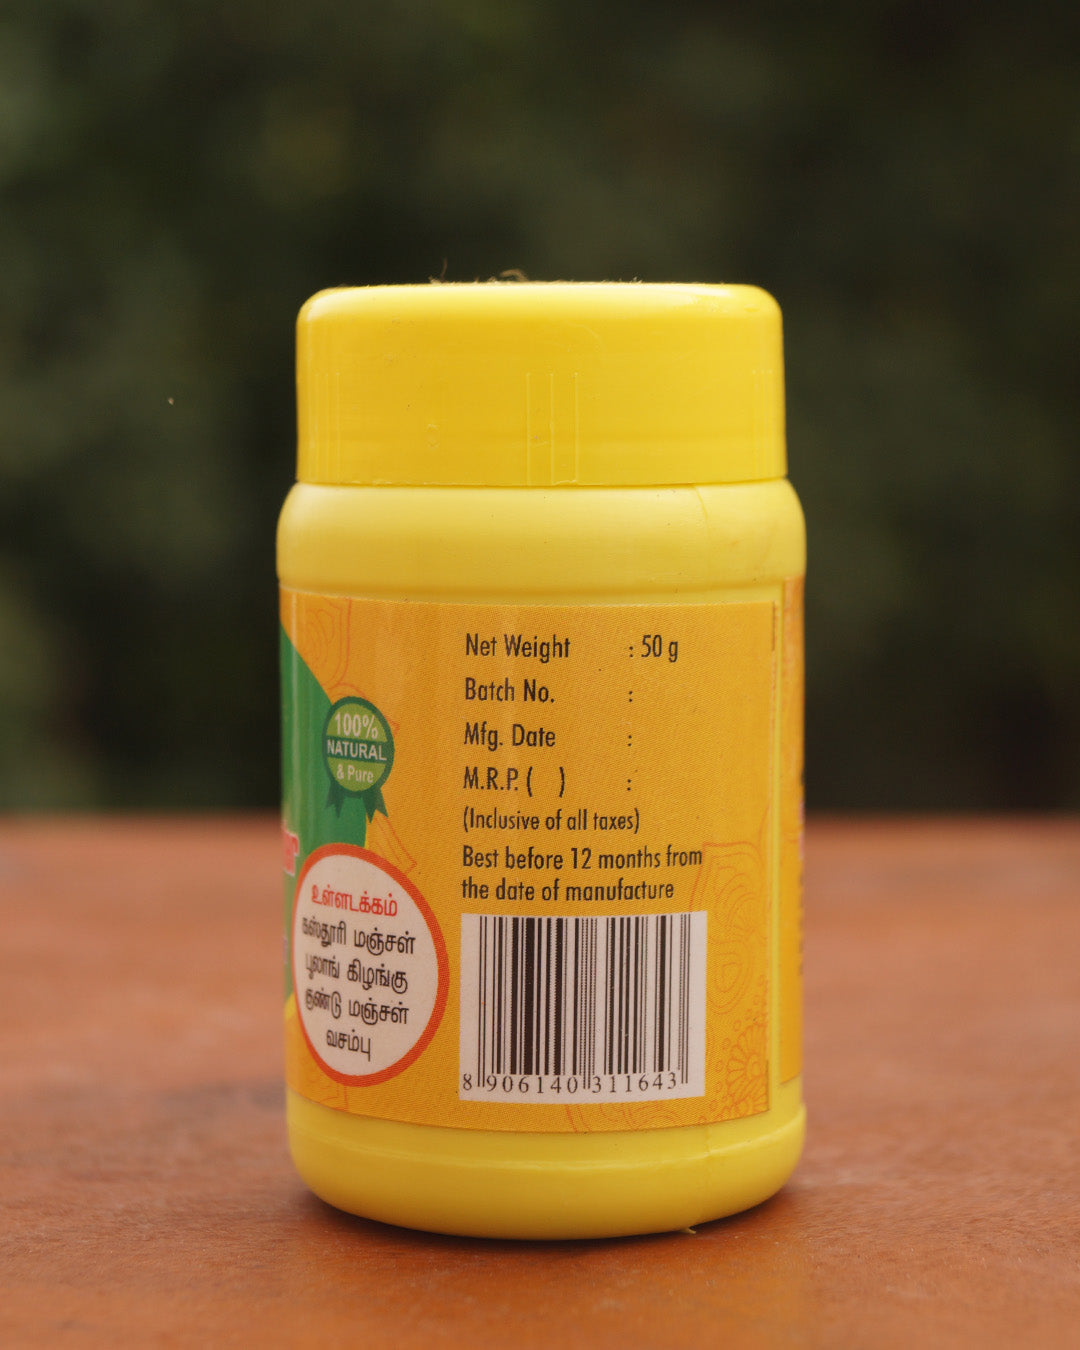 100%
NATURAL
& Pure
உள்ளடக்கம்
கஸ்தூரி மஞ்சள்
பூலாங் கிழங்கு
குண்டு மஞ்சள்
வசம்பு
Net Weight : 50 g
Batch No. :
Mfg. Date :
M.R.P. ( ) :
(Inclusive of all taxes)
Best before 12 months from
the date of manufacture
8 906140 311643